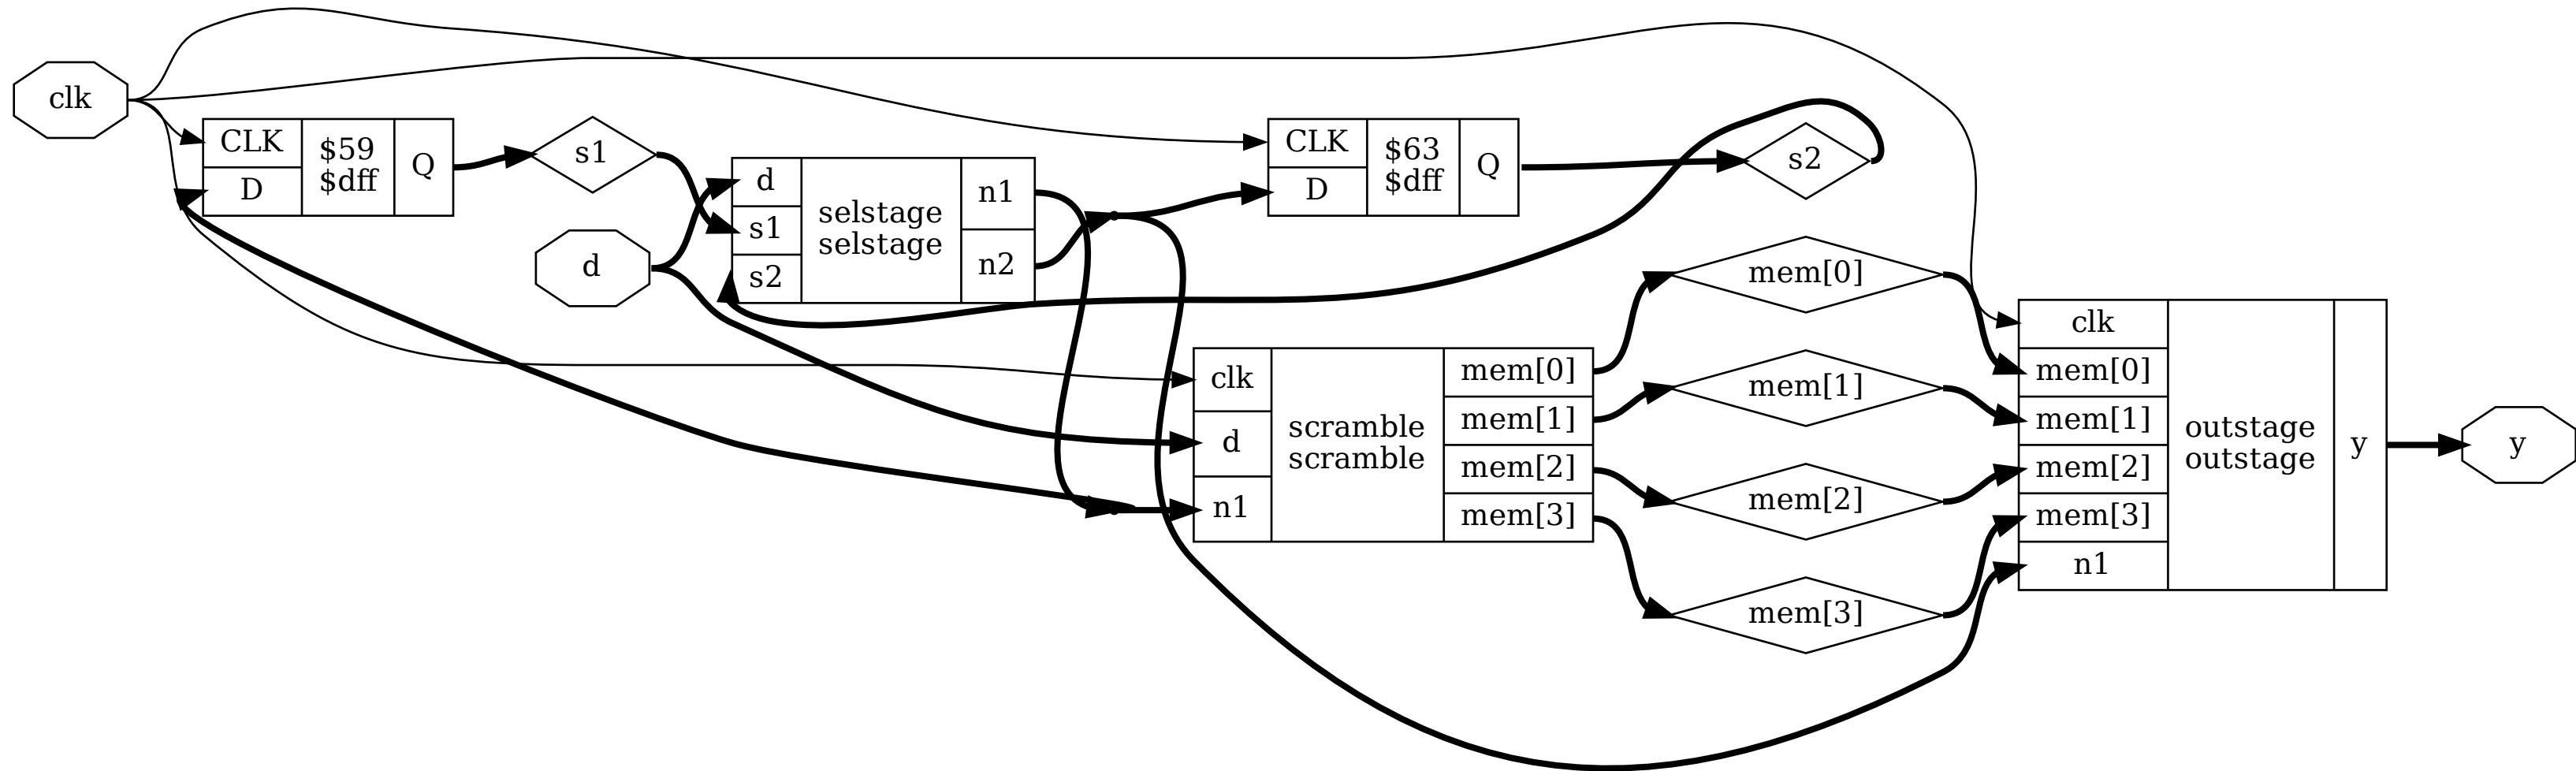 clk
CLK
D
$59
$dff
Q
s1
d
d
s1
s2
selstage
selstage
n1
n2
CLK
D
$63
$dff
Q
s2
clk
d
n1
scramble
scramble
mem[0]
mem[1]
mem[2]
mem[3]
mem[0]
mem[1]
mem[2]
mem[3]
clk
mem[0]
mem[1]
mem[2]
mem[3]
n1
outstage
outstage
y
y